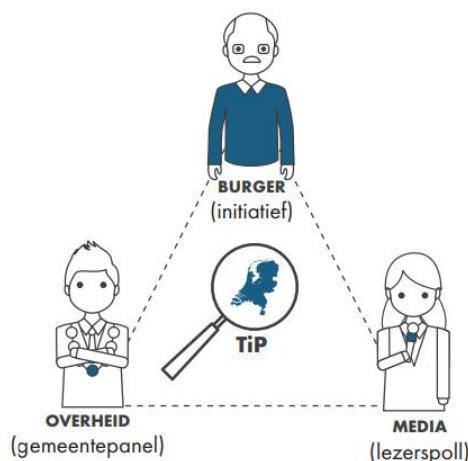 BURGER
(initiatief)
TiP
OVERHEID
(gemeentepanel)
MEDIA
(lezerspoll)